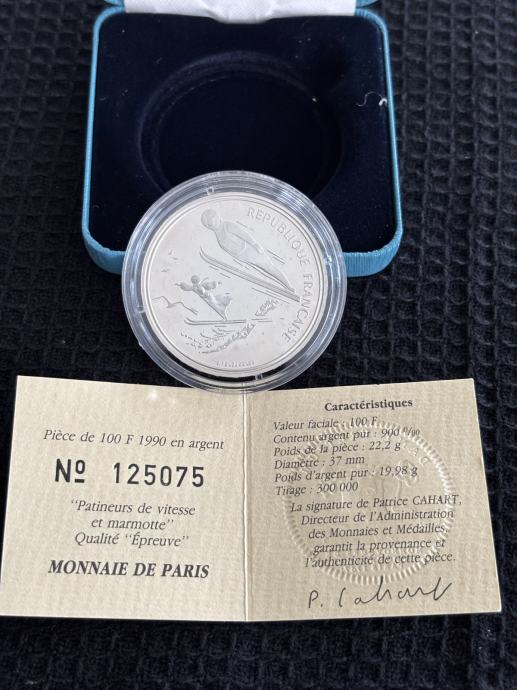 RÉPUBLIQUE FRANÇAISE
Pièce de 100 F 1990 en argent
Nº 125075
"Patineurs de vitesse
et marmotte"
Qualité "Épreuve"
MONNAIE DE PARIS
Caractéristiques
Valeur faciale : 100 F
Contenu argent pur : 900 0/00
Poids de la pièce : 22,2 g
Diamètre : 37 mm
Poids d'argent pur : 19,98 g
Tirage : 300 000
La signature de Patrice CAHART,
Directeur de l'Administration
des Monnaies et Médailles,
garantit la provenance et
l'authenticité de cette pièce.
P. Cahart